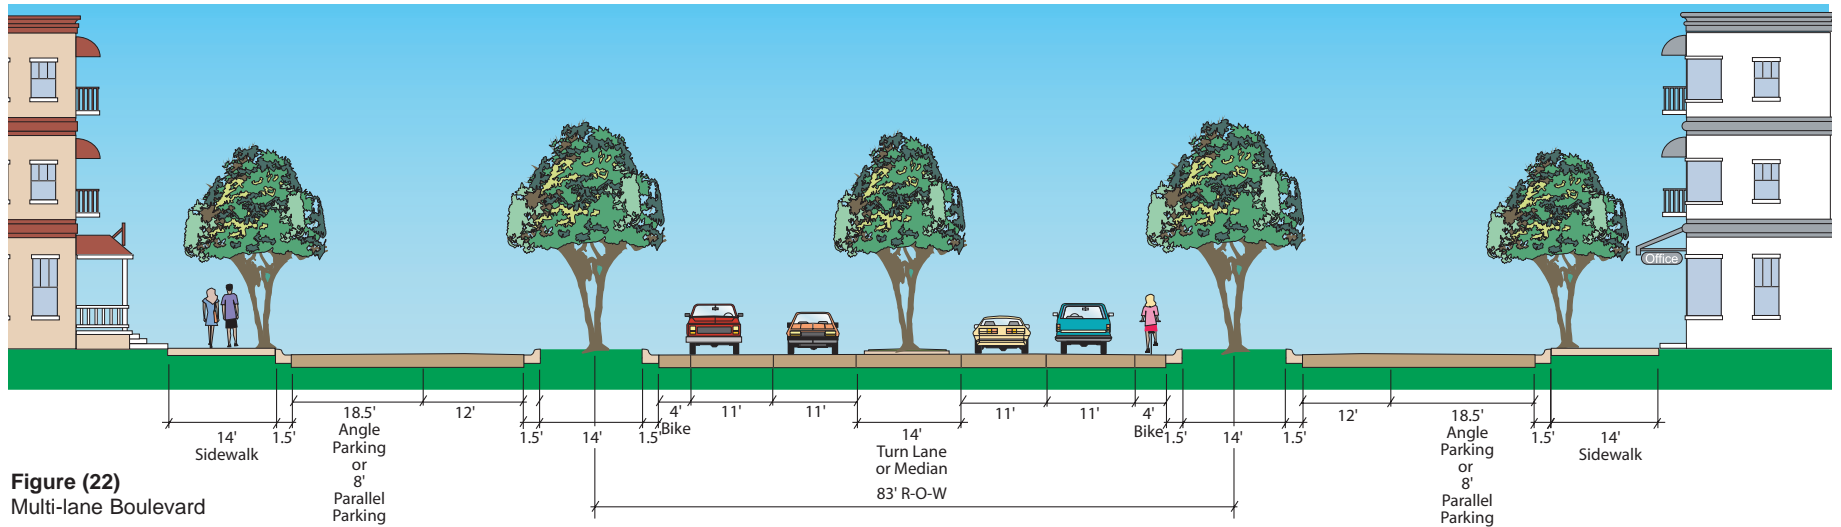 Office
18.5' 12' 4' 11' 11' 11' 11' 4' 12' 18.5'
Angle
Parking
or
8'
Parallel
Parking
Bike
Bike
Angle
Parking
or
8'
Parallel
Parking
14' 1.5' 1.5' 14' 1.5' 14' 1.5' 14' 1.5' 1.5' 14'
Sidewalk
Turn Lane
or Median
Sidewalk
83' R-O-W
Figure (22)
Multi-lane Boulevard